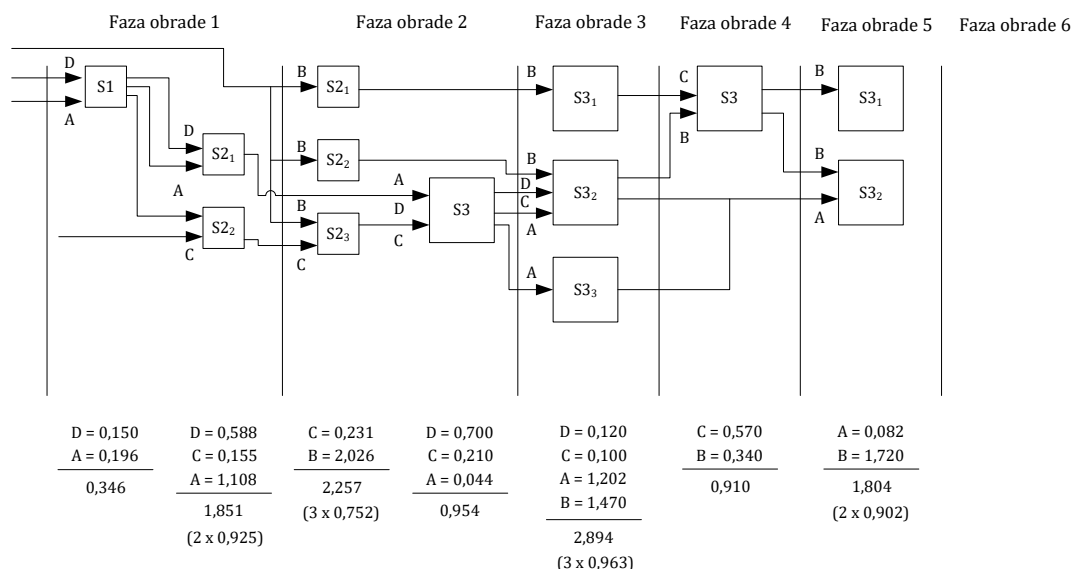 Faza obrade 1
Faza obrade 2
Faza obrade 3
Faza obrade 4
Faza obrade 5
Faza obrade 6
D
A
S1
D
A
S2₁
S2₂
C
B
S2₁
B
S2₂
B
S2₃
C
A
D
C
S3
B
S3₁
B
D
C
A
S3₂
A
S3₃
C
B
S3
B
S3₁
B
A
S3₂
D = 0,150
A = 0,196
0,346
D = 0,588
C = 0,155
A = 1,108
1,851
(2 x 0,925)
C = 0,231
B = 2,026
2,257
(3 x 0,752)
D = 0,700
C = 0,210
A = 0,044
0,954
D = 0,120
C = 0,100
A = 1,202
B = 1,470
2,894
(3 x 0,963)
C = 0,570
B = 0,340
0,910
A = 0,082
B = 1,720
1,804
(2 x 0,902)